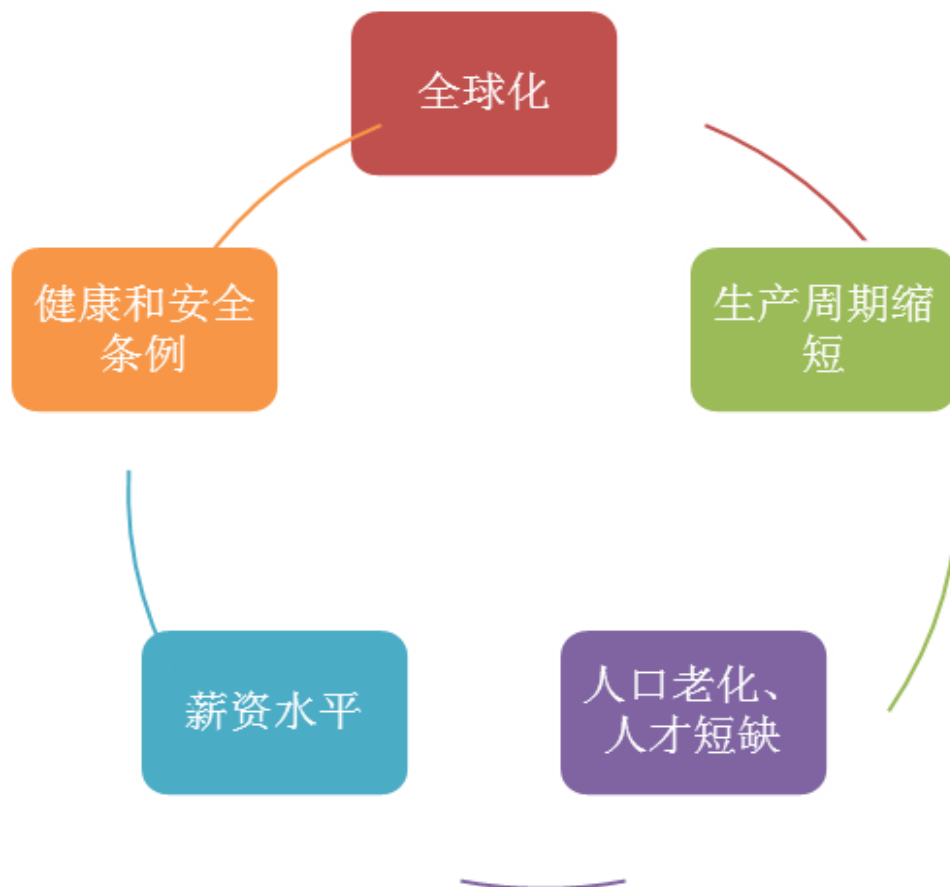 全球化
健康和安全
条例
生产周期缩
短
薪资水平
人口老化、
人才短缺